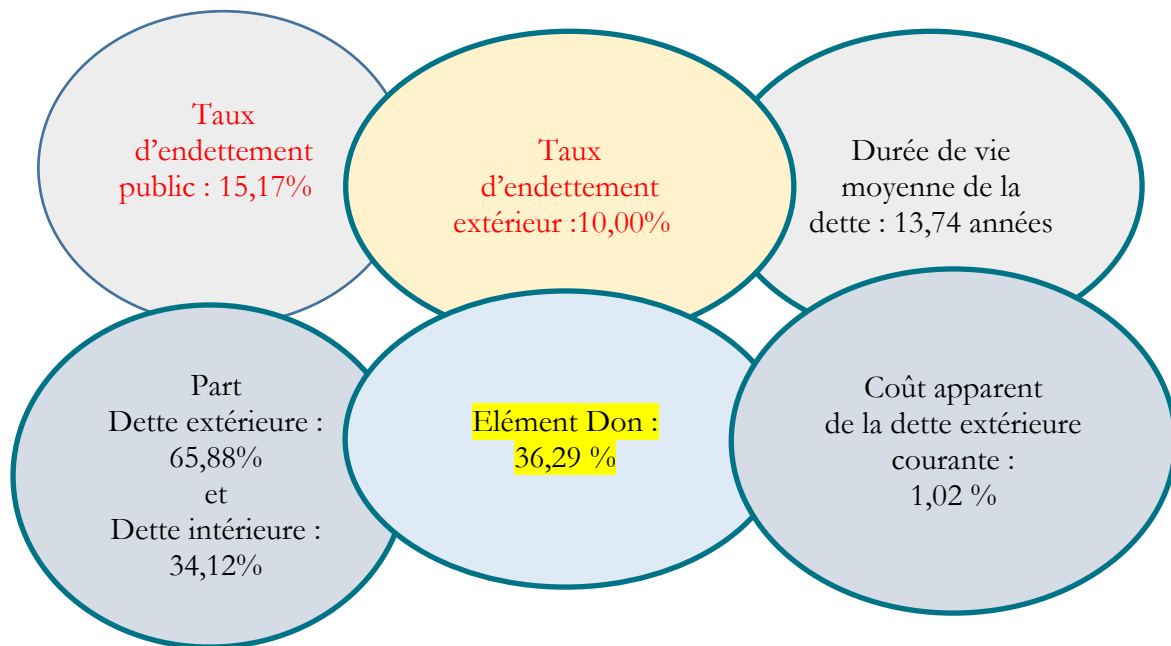 Taux
d’endettement
public : 15,17%
Taux
d’endettement
extérieur :10,00%
Durée de vie
moyenne de la
dette : 13,74 années
Part
Dette extérieure :
65,88%
et
Dette intérieure :
34,12%
Elément Don :
36,29 %
Coût apparent
de la dette extérieure
courante :
1,02 %